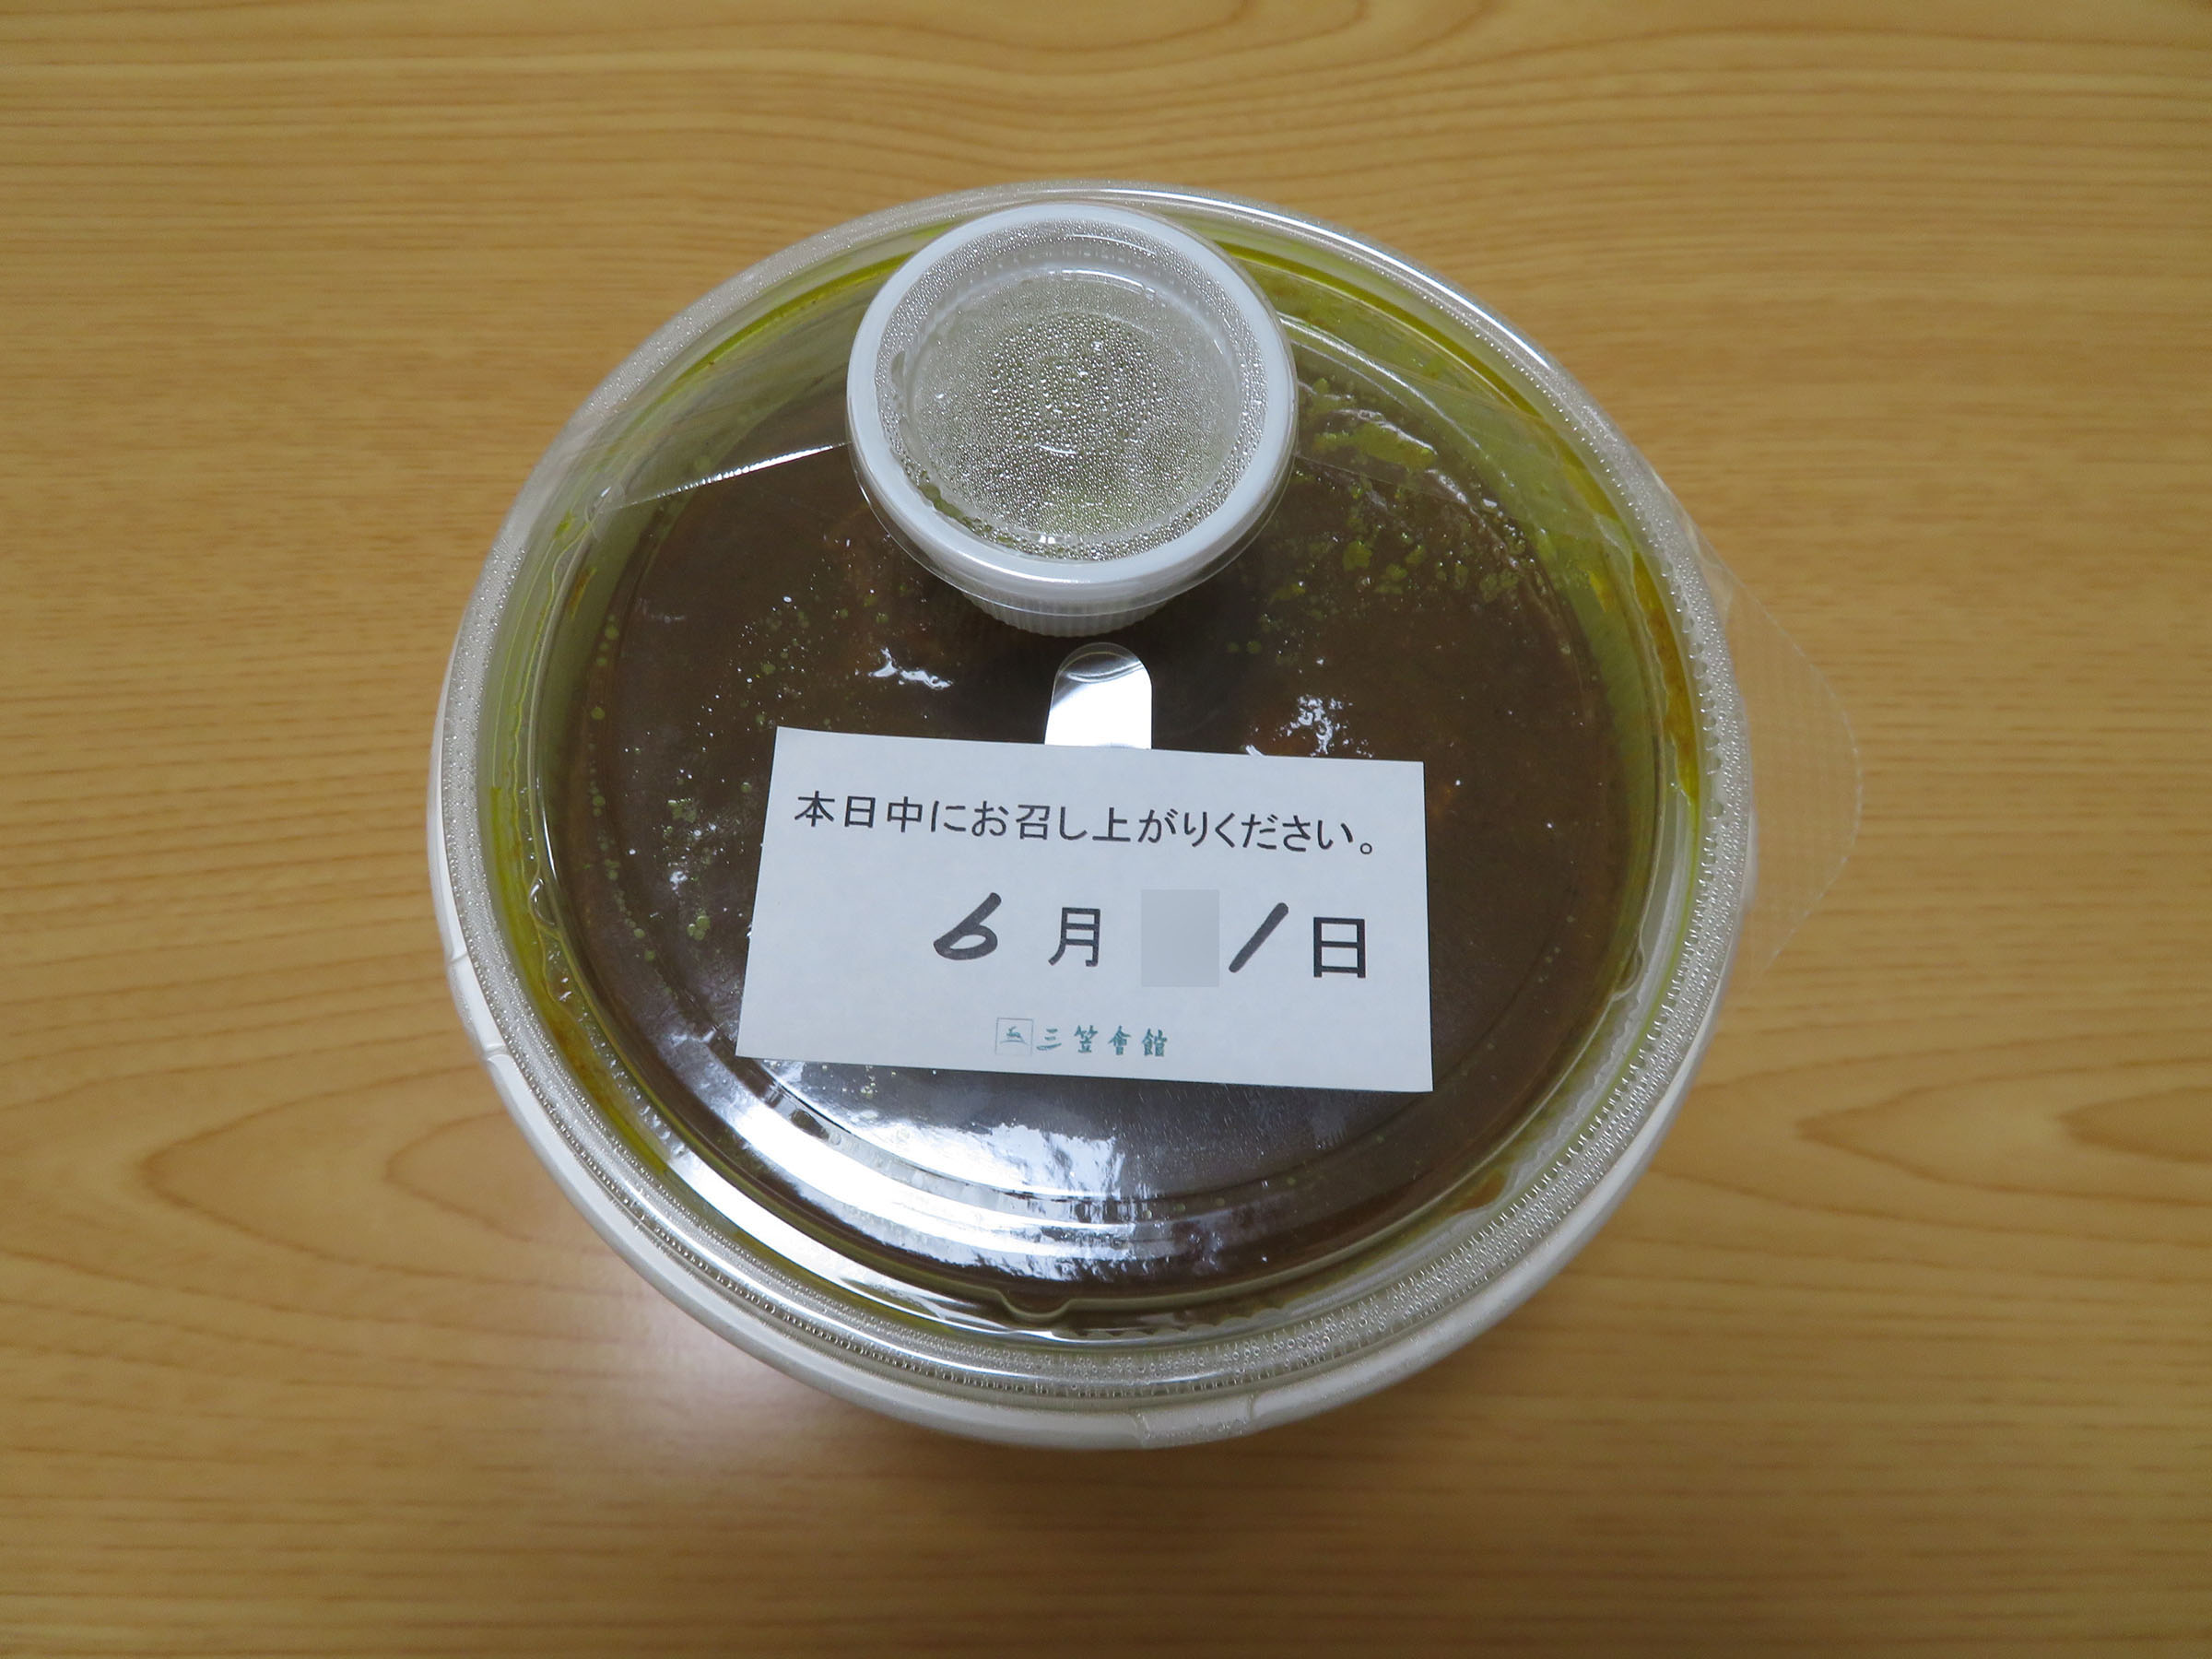 本日中にお召し上がりください。
6月 1日
三笠會館